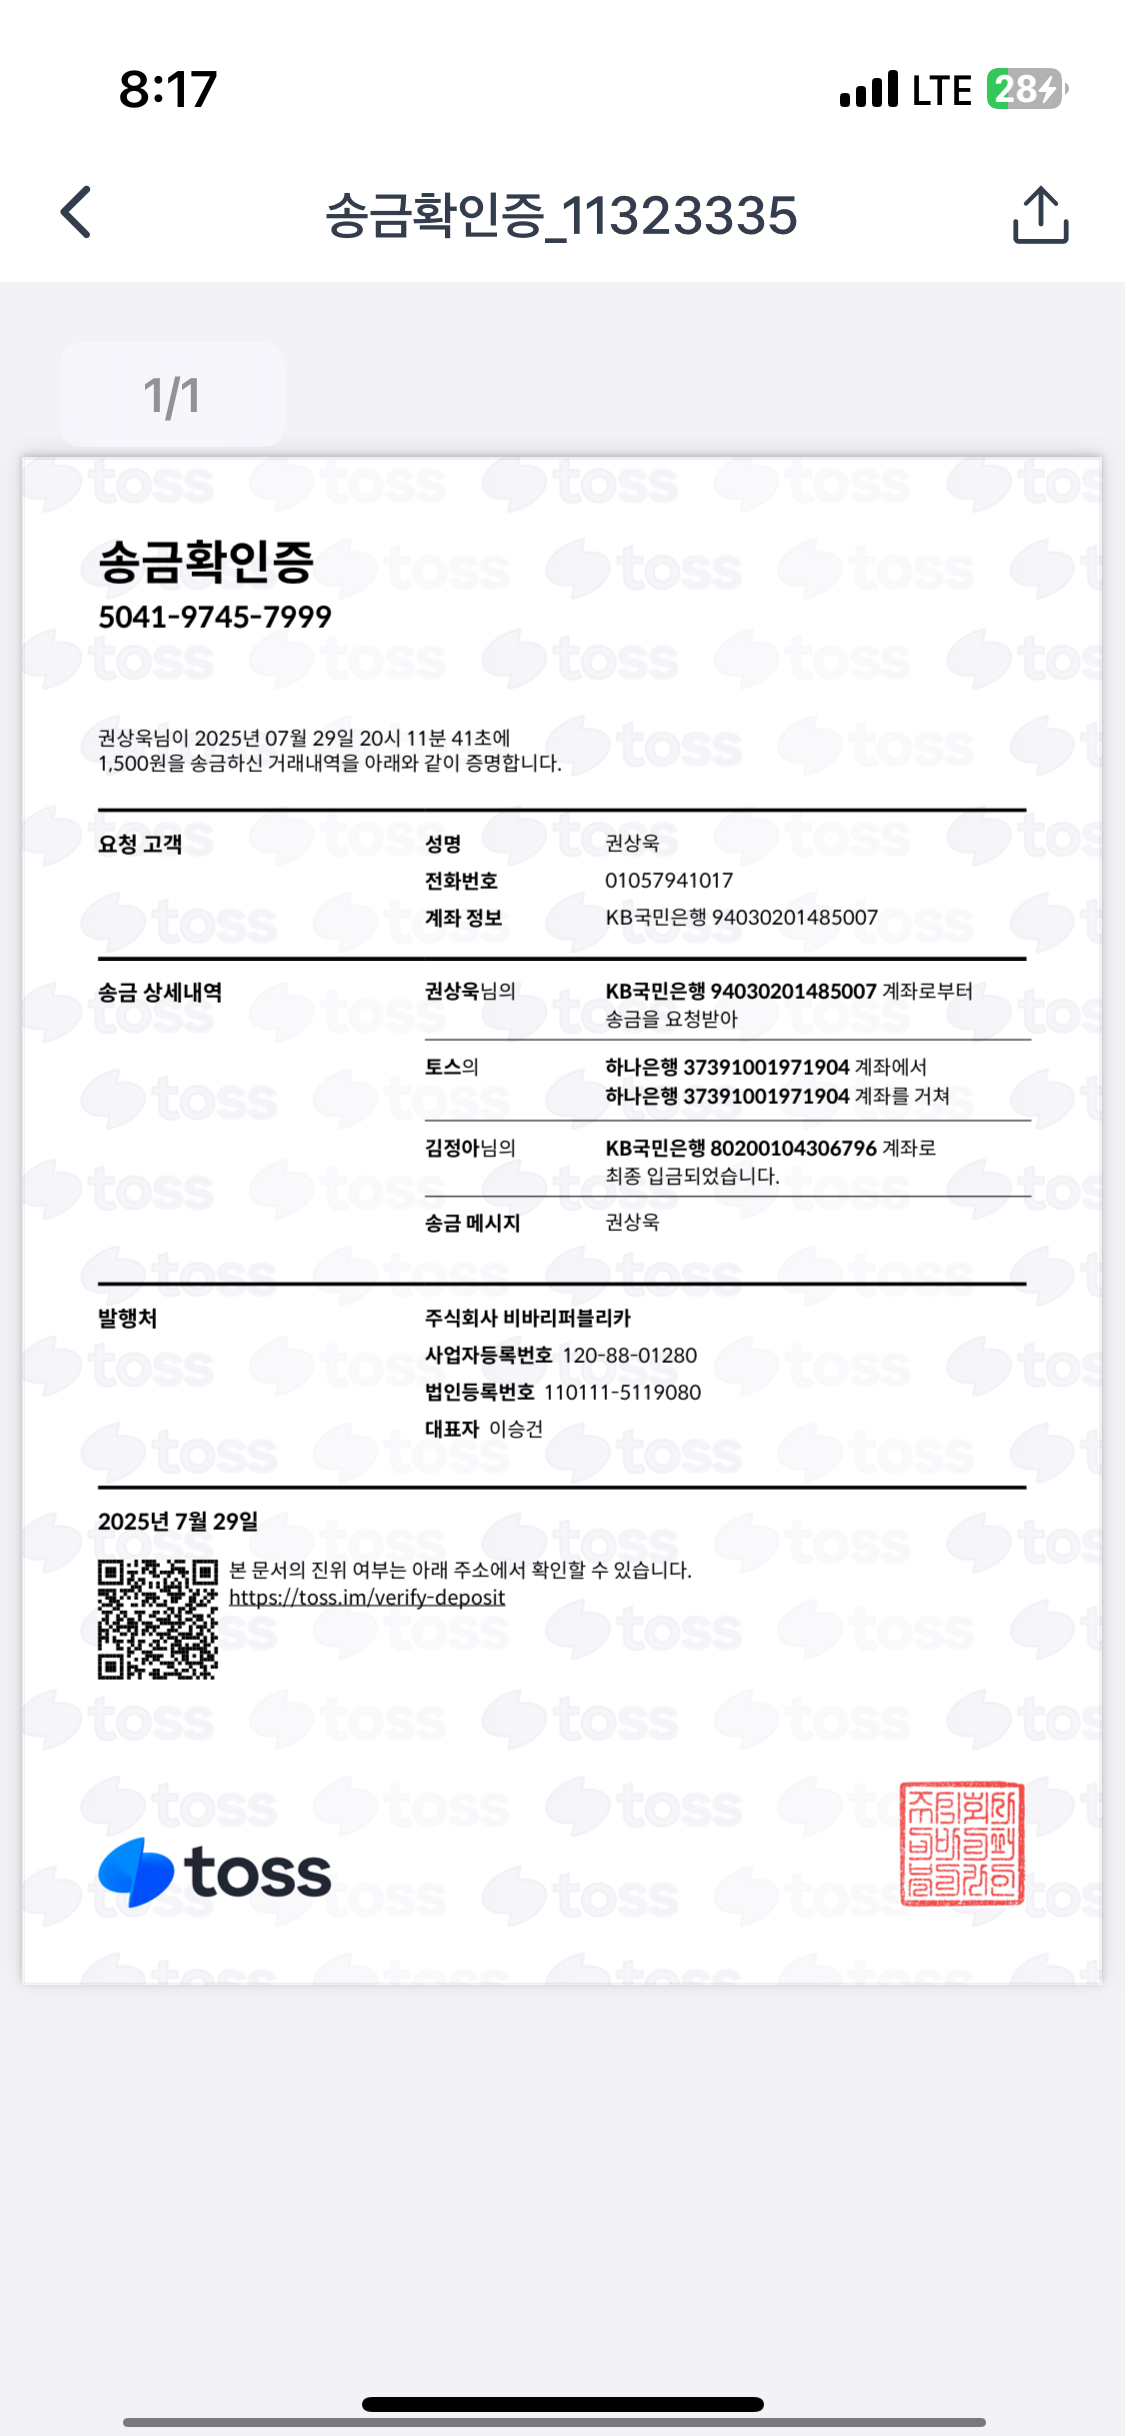 8:17
LTE 28
송금확인증_11323335
1/1
송금확인증
5041-9745-7999
권상욱님이 2025년 07월 29일 20시 11분 41초에
1,500원을 송금하신 거래내역을 아래와 같이 증명합니다.
요청 고객 성명 권상욱
전화번호 01057941017
계좌 정보 KB국민은행 94030201485007
송금 상세내역 권상욱님의 KB국민은행 94030201485007 계좌로부터
송금을 요청받아
토스의 하나은행 37391001971904 계좌에서
하나은행 37391001971904 계좌를 거쳐
김정아님의 KB국민은행 80200104306796 계좌로
최종 입금되었습니다.
송금 메시지 권상욱
발행처 주식회사 비바리퍼블리카
사업자등록번호 120-88-01280
법인등록번호 110111-5119080
대표자 이승건
2025년 7월 29일
본 문서의 진위 여부는 아래 주소에서 확인할 수 있습니다.
https://toss.im/verify-deposit
toss